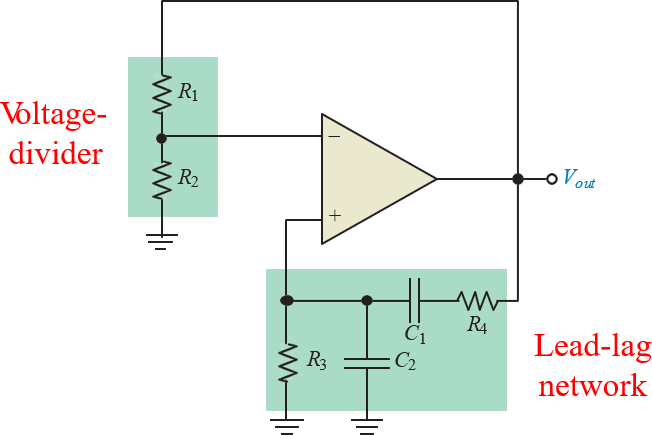 Voltage-
divider
R1
R2
−
+
Vout
C1
R4
R3
C2
Lead-lag
network